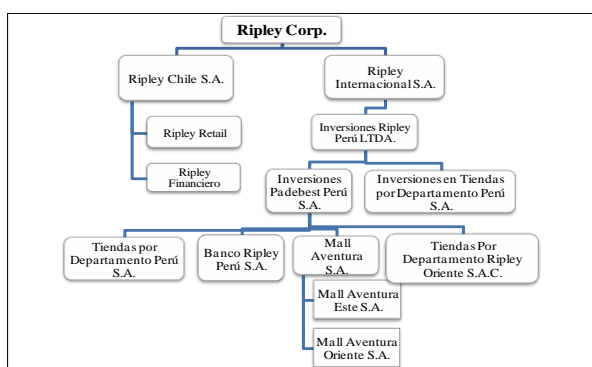 Ripley Corp.
Ripley Chile S.A.
Ripley
Internacional S.A.
Ripley Retail
Ripley
Financiero
Inversiones Ripley
Perú LTDA.
Inversiones
Padebest Perú
S.A.
Inversiones en Tiendas
por Departamento Perú
S.A.
Tiendas por
Departamento Perú
S.A.
Banco Ripley
Perú S.A.
Mall
Aventura
S.A.
Tiendas Por
Departamento Ripley
Oriente S.A.C.
Mall Aventura
Este S.A.
Mall Aventura
Oriente S.A.